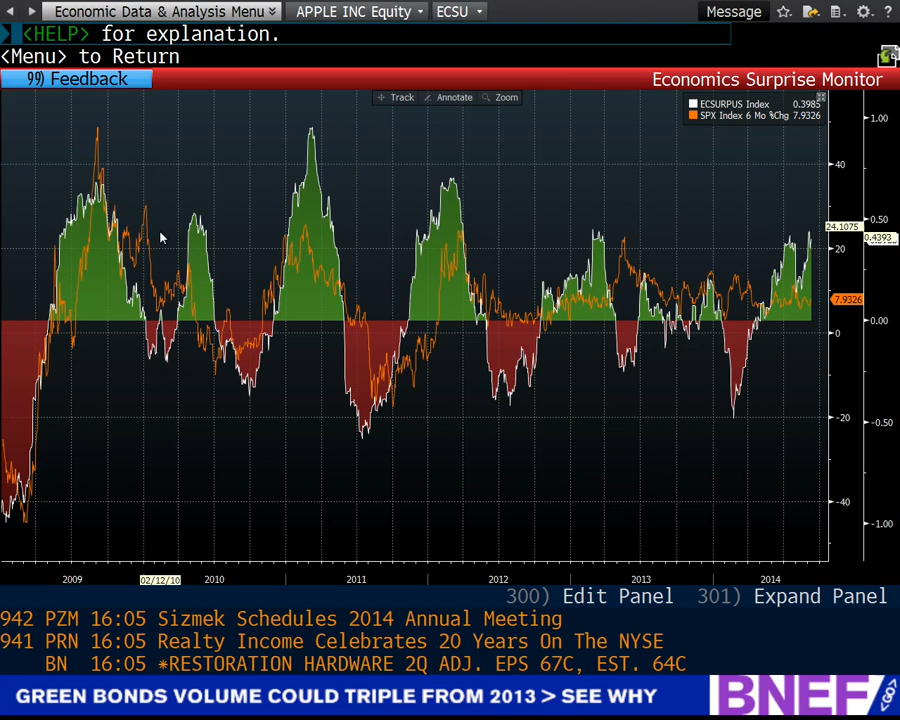 Economic Data & Analysis Menu APPLE INC Equity ECSU Message
<HELP> for explanation.
<Menu> to Return
99) Feedback Economics Surprise Monitor
Track Annotate Zoom
ECSURPUS Index 0.3985
SPX Index 6 Mo %Chg 7.9326
1.00
40
0.50
24.1075
0.4393
20
7.9326
0.00
0
-20
-0.50
-40
-1.00
2009 02/12/10 2010 2011 2012 2013 2014
300) Edit Panel 301) Expand Panel
942 PZM 16:05 Sizmek Schedules 2014 Annual Meeting
941 PRN 16:05 Realty Income Celebrates 20 Years On The NYSE
BN 16:05 *RESTORATION HARDWARE 2Q ADJ. EPS 67C, EST. 64C
GREEN BONDS VOLUME COULD TRIPLE FROM 2013 > SEE WHY BNEF <GO>